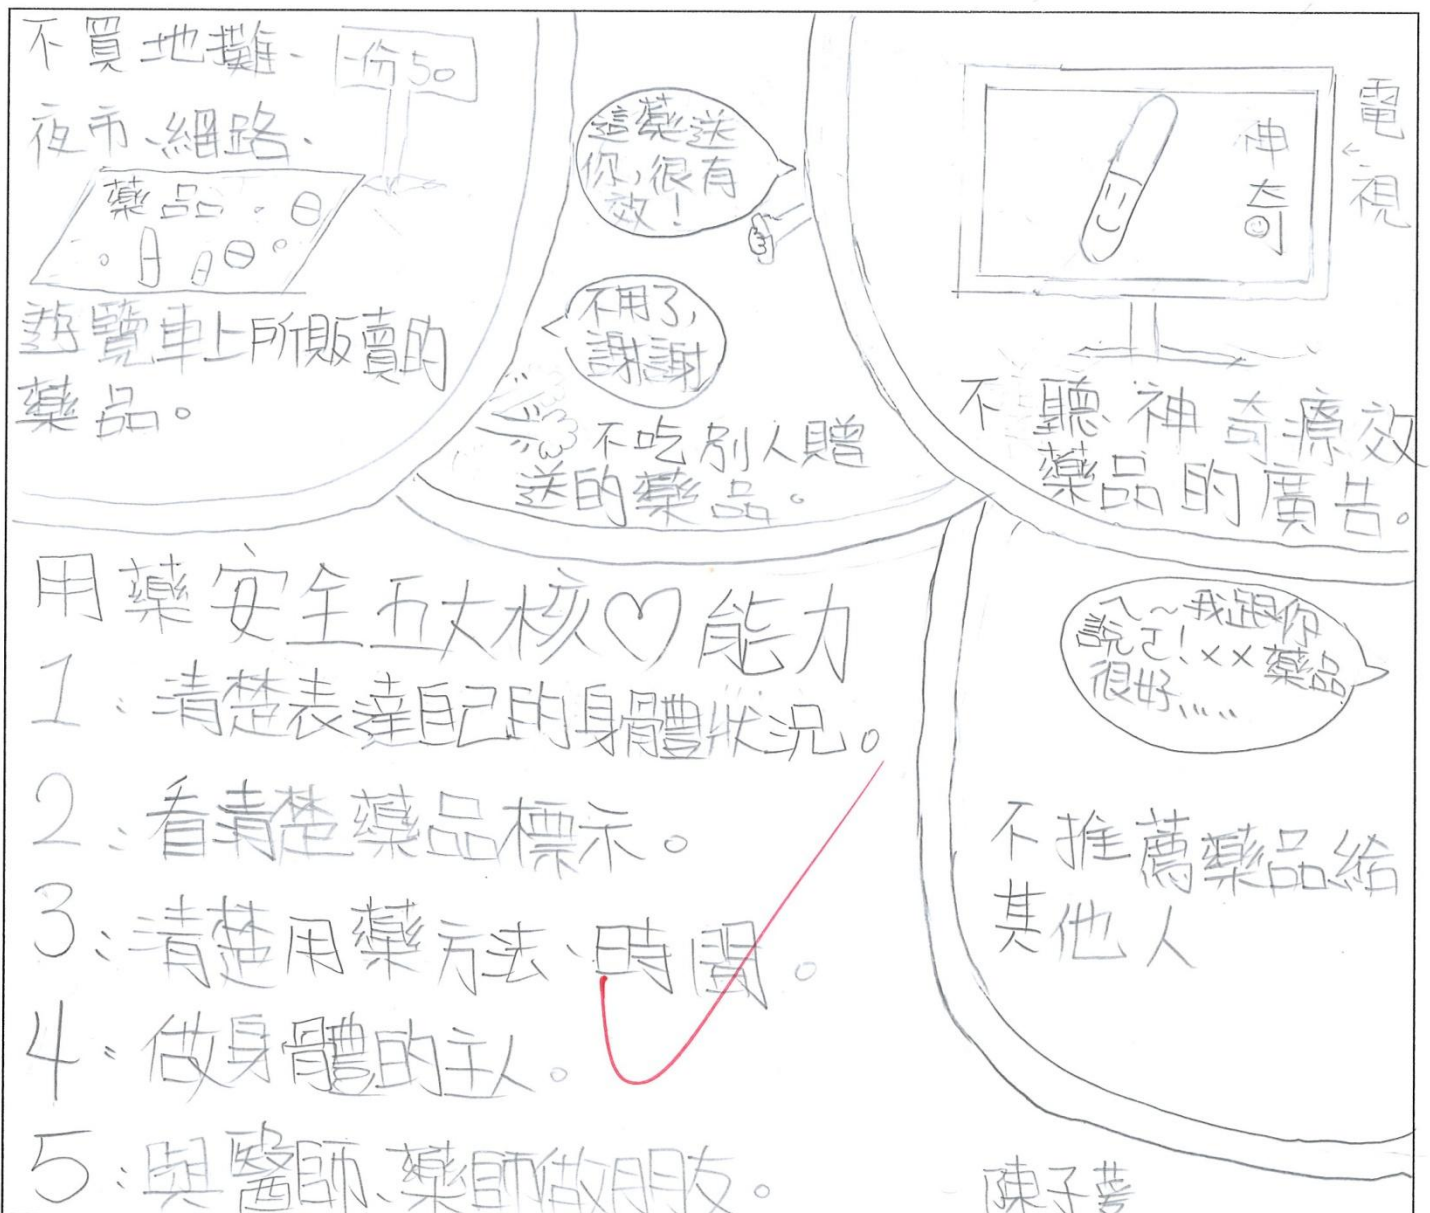 不買地攤、
一份50
夜市、網路、
藥品
遊覽車上所販賣的
藥品。
這藥送
你,很有
效!
不用了,
謝謝
不吃別人贈
送的藥品。
神奇
電視
不聽神奇療效
藥品的廣告。
用藥安全五大核♡能力
1:清楚表達自己的身體狀況。
2:看清楚藥品標示。
3:清楚用藥方法、時間。
4:做身體的主人。
5:與醫師、藥師做朋友。
ㄟ~我跟你
說ㄛ!××藥品
很好.....
不推薦藥品給
其他人
陳子